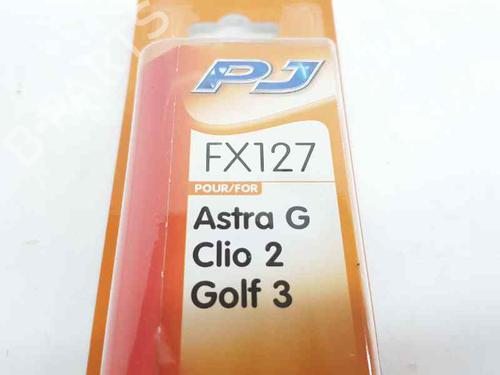 PJ
FX127
POUR/FOR
Astra G
Clio 2
Golf 3